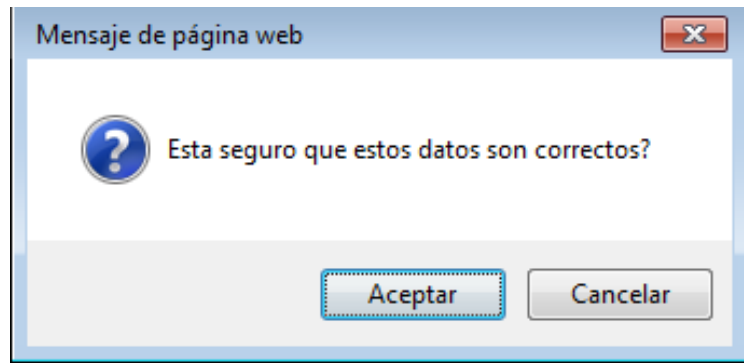 Mensaje de página web
Esta seguro que estos datos son correctos?
Aceptar
Cancelar